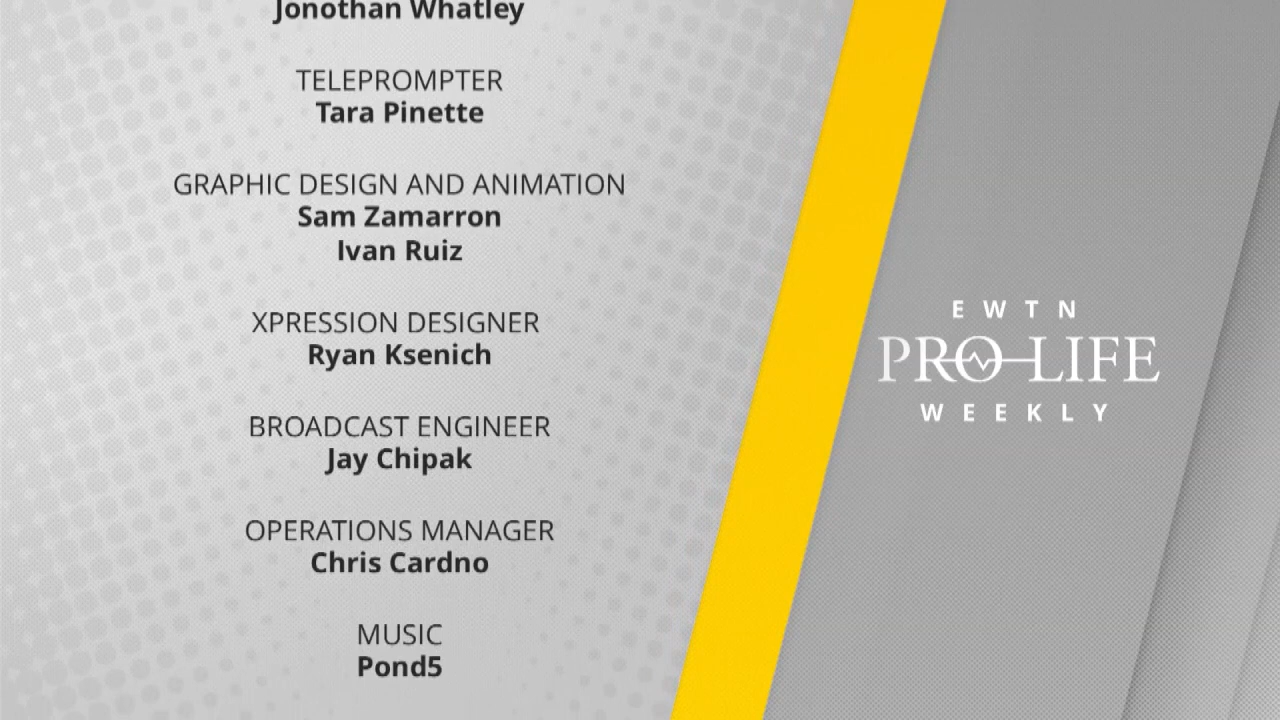 Jonothan Whatley
TELEPROMPTER
Tara Pinette
GRAPHIC DESIGN AND ANIMATION
Sam Zamarron
Ivan Ruiz
XPRESSION DESIGNER
Ryan Ksenich
BROADCAST ENGINEER
Jay Chipak
OPERATIONS MANAGER
Chris Cardno
MUSIC
Pond5
EWTN
PRO-LIFE
WEEKLY